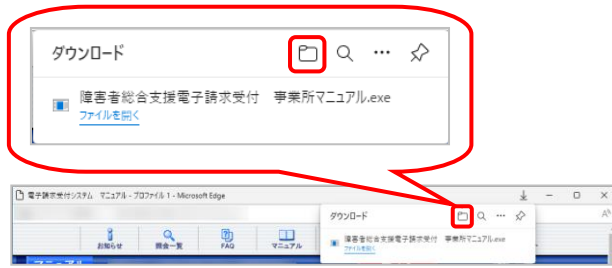 ダウンロード
障害者総合支援電子請求受付 事業所マニュアル.exe
ファイルを開く
電子請求受付システム マニュアル - プロファイル 1 - Microsoft Edge
ダウンロード
障害者総合支援電子請求受付 事業所マニュアル.exe
ファイルを開く
お知らせ
照会一覧
FAQ
マニュアル
マニュアル